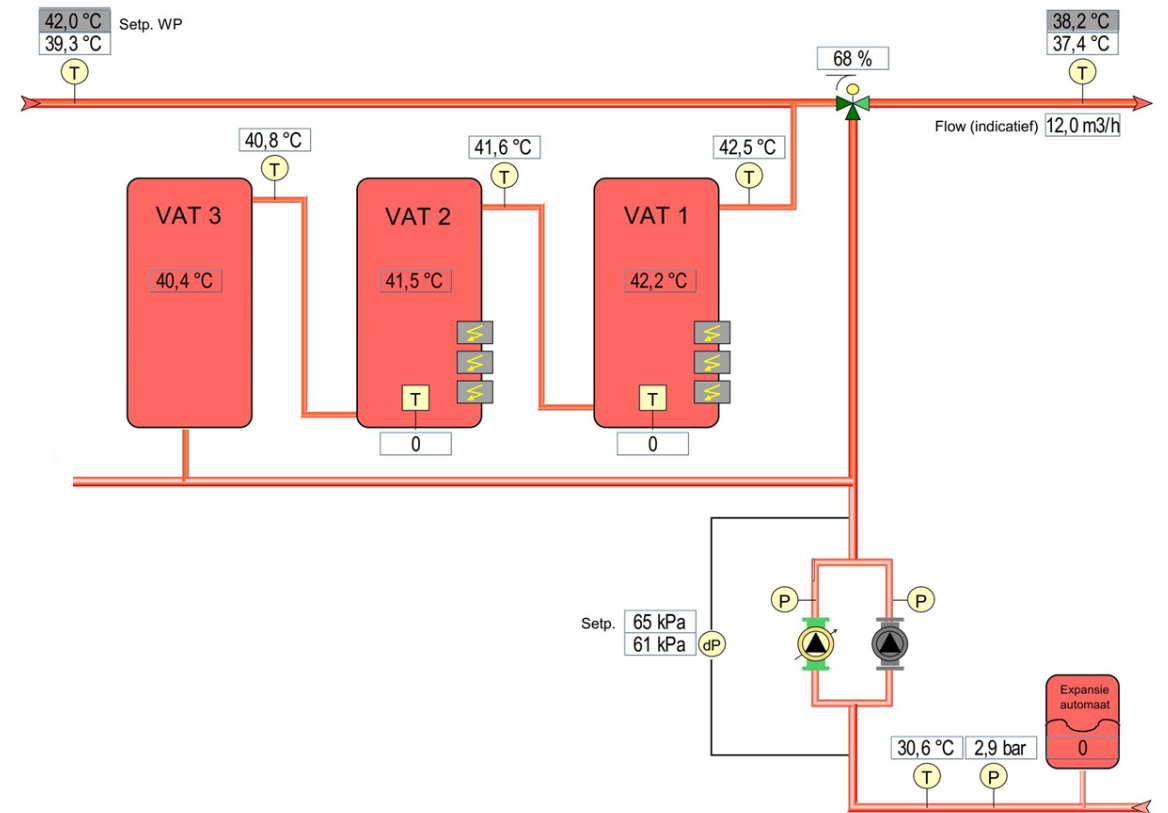 42,0 °C Setp. WP
39,3 °C
T
38,2 °C
37,4 °C
T
68 %
Flow (indicatief) 12,0 m3/h
40,8 °C
T
41,6 °C
T
42,5 °C
T
VAT 3
40,4 °C
VAT 2
41,5 °C
T
0
VAT 1
42,2 °C
T
0
P
P
Setp. 65 kPa
61 kPa
dP
Expansie
automaat
0
30,6 °C
T
2,9 bar
P